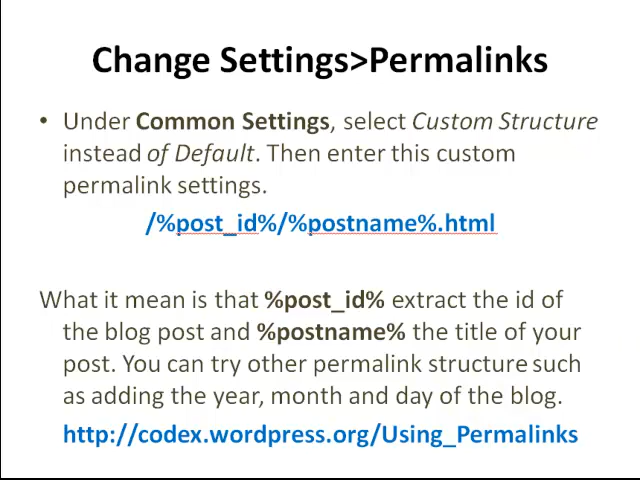 Change Settings>Permalinks
• Under Common Settings, select Custom Structure
instead of Default. Then enter this custom
permalink settings.
/%post_id%/%postname%.html
What it mean is that %post_id% extract the id of
the blog post and %postname% the title of your
post. You can try other permalink structure such
as adding the year, month and day of the blog.
http://codex.wordpress.org/Using_Permalinks